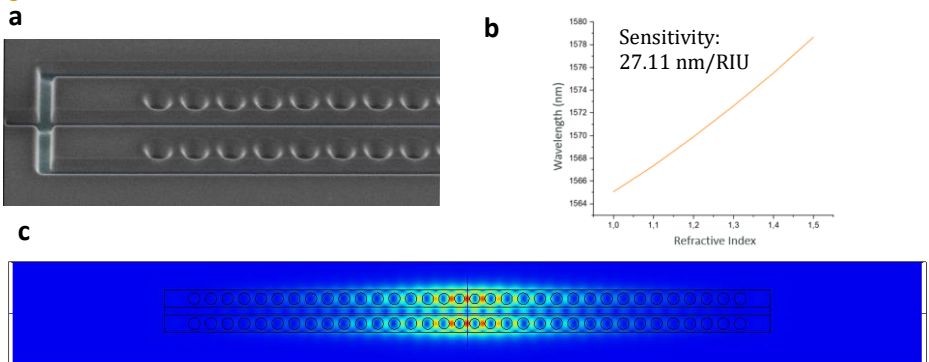 a
b
Sensitivity:
27.11 nm/RIU
Wavelength (nm)
1580
1578
1576
1574
1572
1570
1568
1566
1564
1,0 1,1 1,2 1,3 1,4 1,5
Refractive Index
c